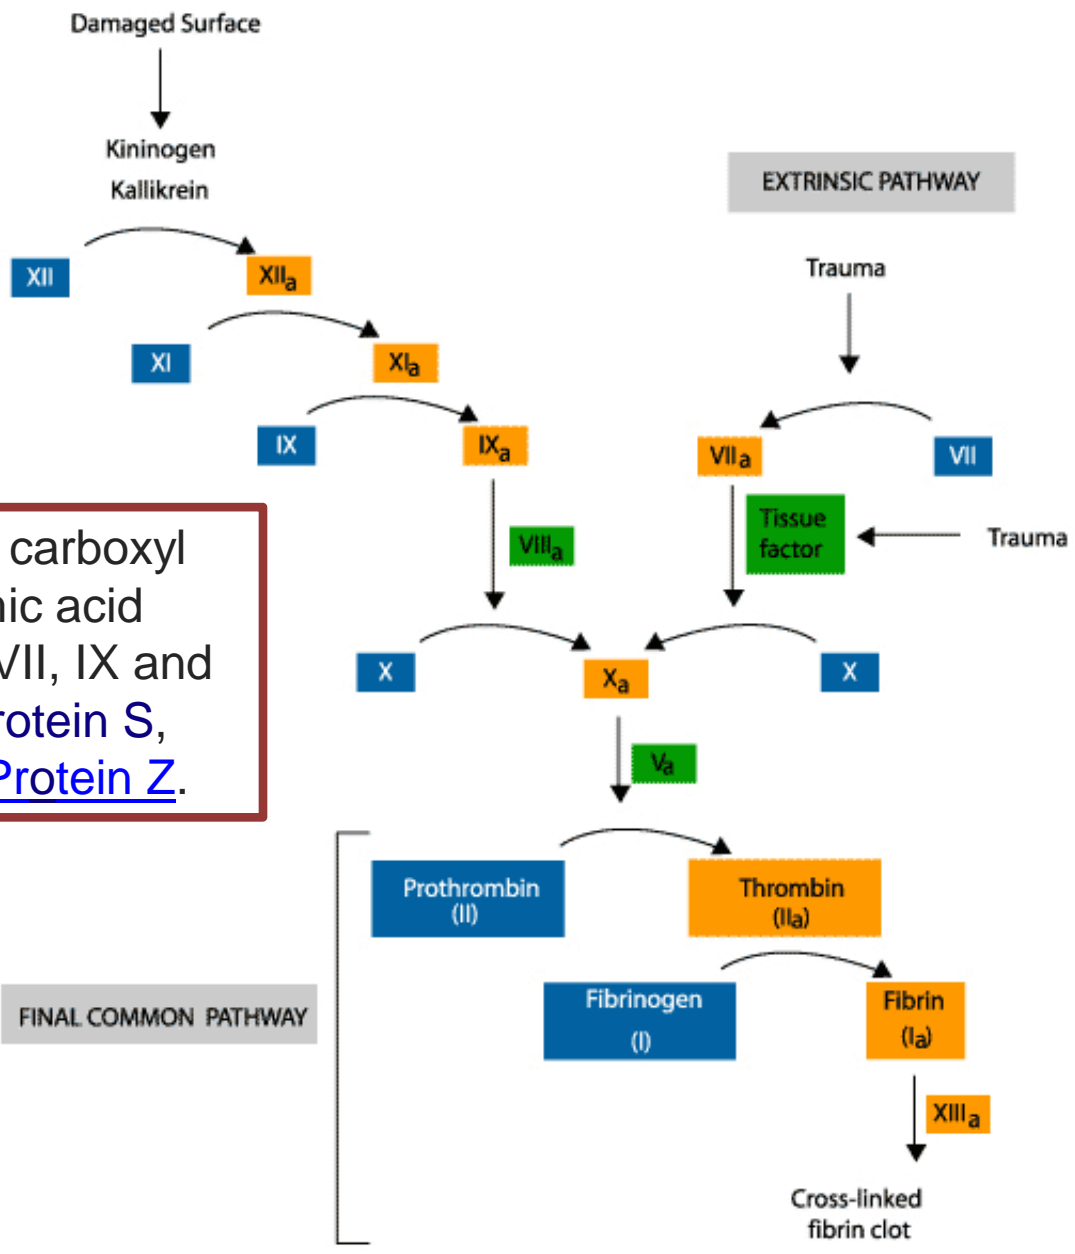 Damaged Surface
Kininogen
Kallikrein
EXTRINSIC PATHWAY
Trauma
XII
XIIa
XI
XIa
IX
IXa
VIIa
VII
carboxyl
nic acid
VII, IX and
rotein S,
Protein Z.
VIIIa
Tissue
factor
Trauma
X
Xa
X
Va
Prothrombin
(II)
Thrombin
(IIa)
Fibrinogen
(I)
Fibrin
(Ia)
FINAL COMMON PATHWAY
XIIIa
Cross-linked
fibrin clot